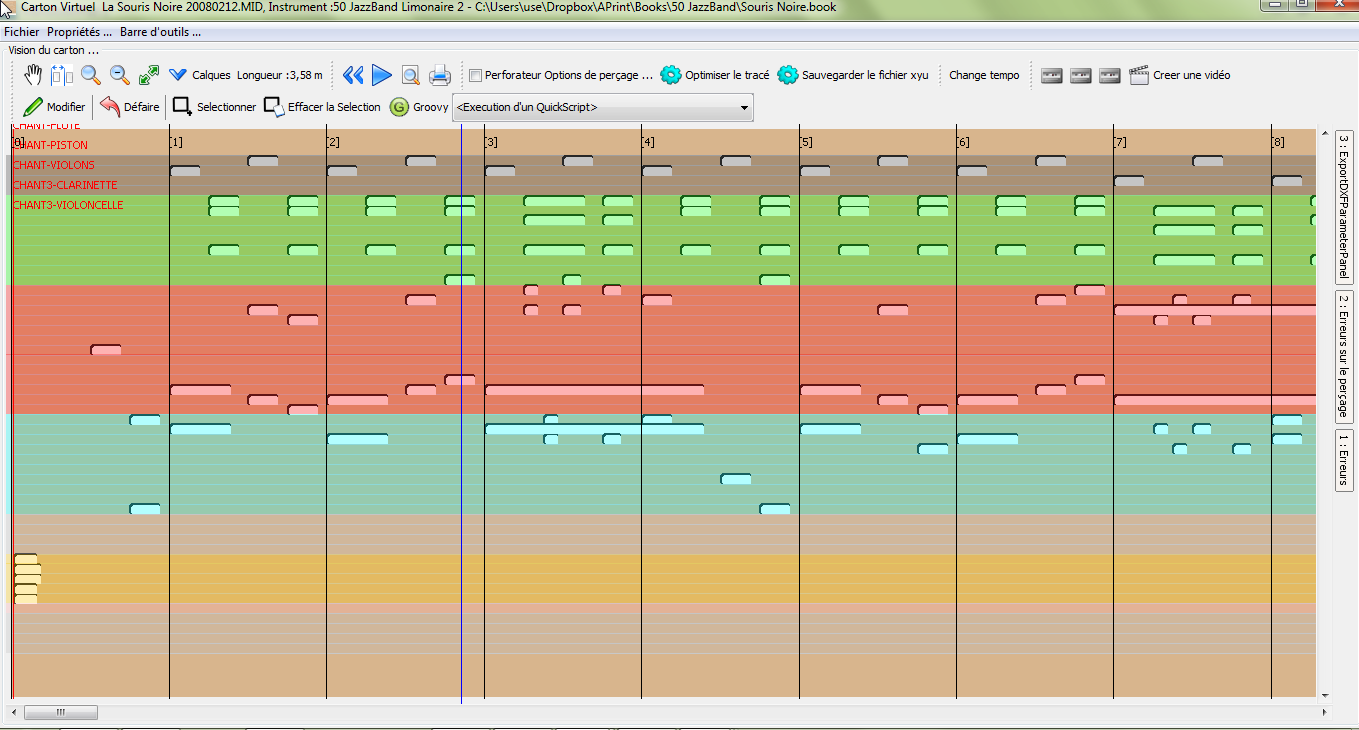 Carton Virtuel La Souris Noire 20080212.MID, Instrument :50 JazzBand Limonaire 2 - C:\Users\use\Dropbox\APrint\Books\50 JazzBand\Souris Noire.book
Fichier Propriétés ... Barre d'outils ...
Vision du carton ...
Calques Longueur :3,58 m Perforateur Options de perçage ... Optimiser le tracé Sauvegarder le fichier xyu Change tempo Creer une vidéo
Modifier Défaire Selectionner Effacer la Selection G Groovy <Execution d'un QuickScript>
CHANT-FLUTE
[0] [1] [2] [3] [4] [5] [6] [7] [8]
CHANT-PISTON
CHANT-VIOLONS
CHANT3-CLARINETTE
CHANT3-VIOLONCELLE
3 : ExportDXFParameterPanel
2 : Erreurs sur le perçage
1 : Erreurs